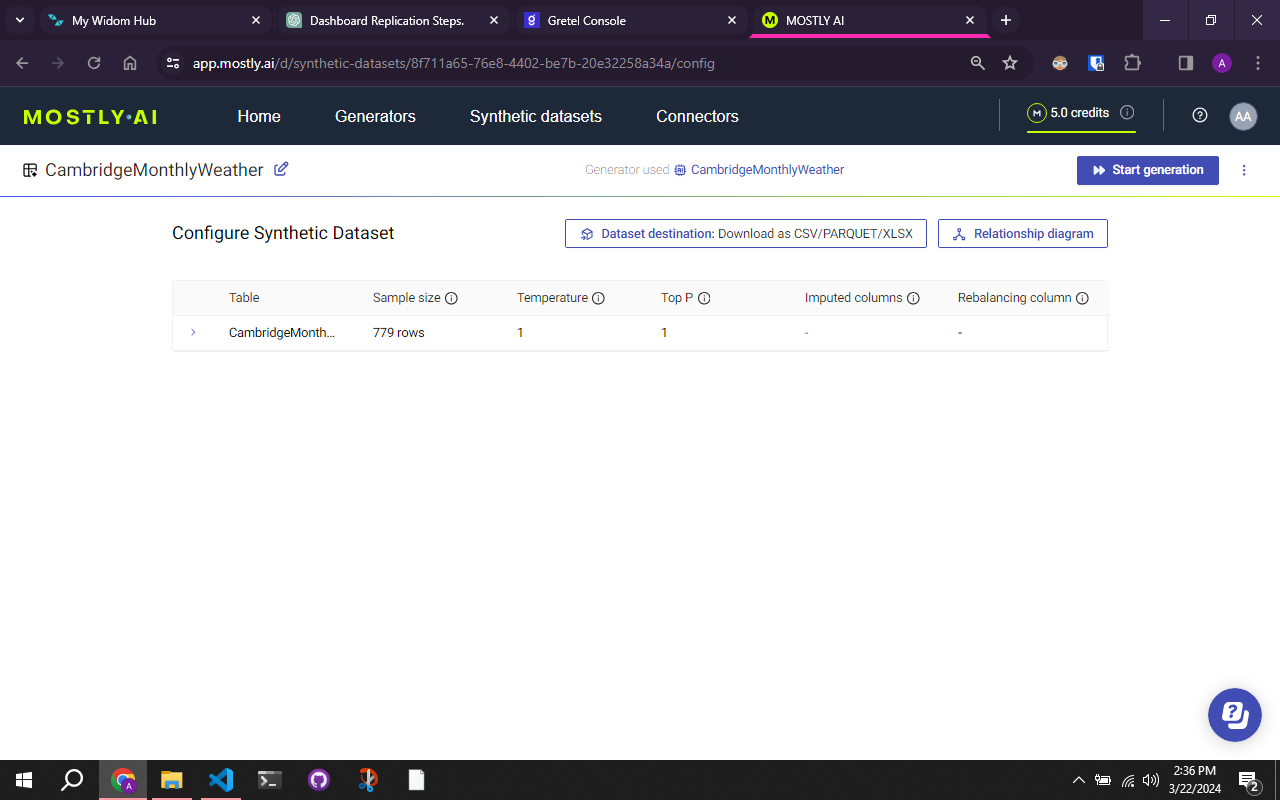 My Widom Hub
Dashboard Replication Steps.
Gretel Console
M
MOSTLY AI
app.mostly.ai/d/synthetic-datasets/8f711a65-76e8-4402-be7b-20e32258a34a/config
A
MOSTLY·AI
Home
Generators
Synthetic datasets
Connectors
M 5.0 credits
AA
CambridgeMonthlyWeather
Generator used CambridgeMonthlyWeather
Start generation
Configure Synthetic Dataset
Dataset destination: Download as CSV/PARQUET/XLSX
Relationship diagram
Table Sample size Temperature Top P Imputed columns Rebalancing column
CambridgeMonth... 779 rows 1 1 - -
A
2:36 PM
3/22/2024
2